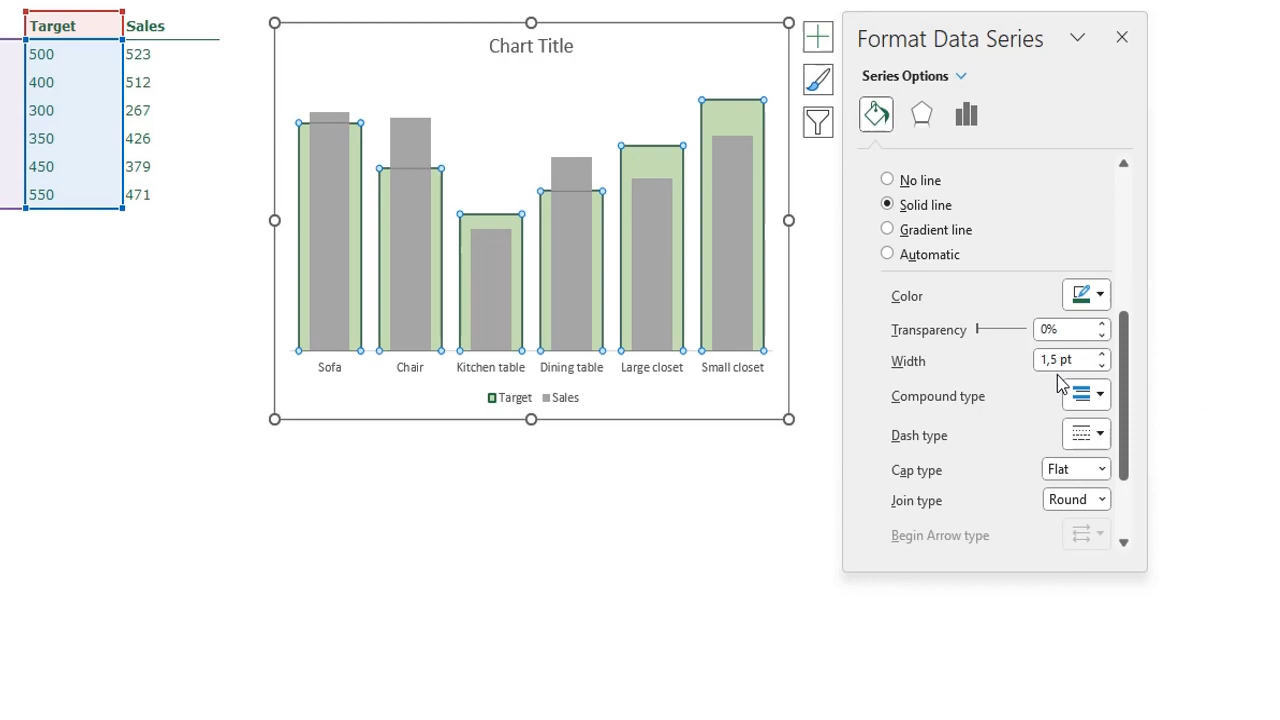 Target Sales
500 523
400 512
300 267
350 426
450 379
550 471
Chart Title
Sofa Chair Kitchen table Dining table Large closet Small closet
Target Sales
Format Data Series
Series Options
No line
Solid line
Gradient line
Automatic
Color
Transparency 0%
Width 1,5 pt
Compound type
Dash type
Cap type Flat
Join type Round
Begin Arrow type